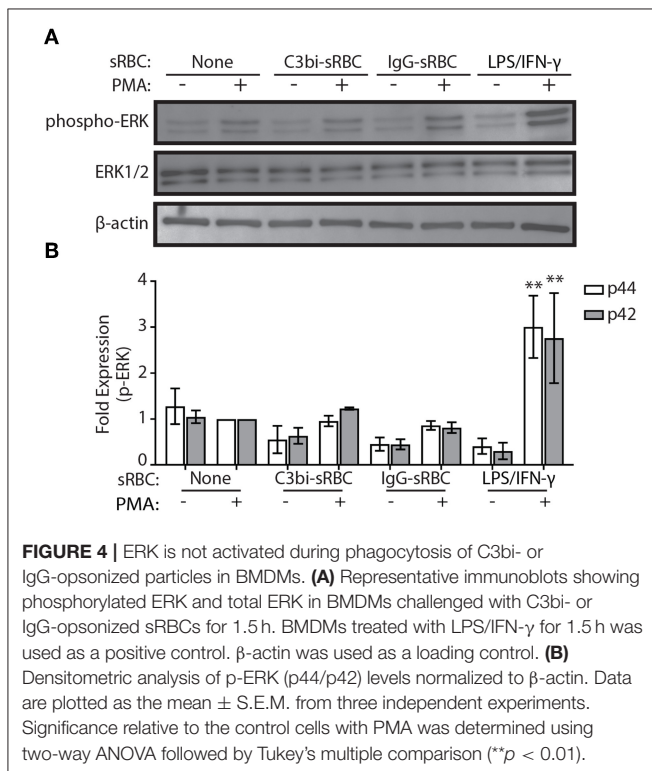 A
sRBC: None C3bi-sRBC IgG-sRBC LPS/IFN-γ
PMA: - + - + - + - +
phospho-ERK
ERK1/2
β-actin
B
Fold Expression
(p-ERK)
4
3
2
1
0
** **
p44
p42
sRBC: None C3bi-sRBC IgG-sRBC LPS/IFN-γ
PMA: - + - + - + - +
FIGURE 4 | ERK is not activated during phagocytosis of C3bi- or
IgG-opsonized particles in BMDMs. (A) Representative immunoblots showing
phosphorylated ERK and total ERK in BMDMs challenged with C3bi- or
IgG-opsonized sRBCs for 1.5 h. BMDMs treated with LPS/IFN-γ for 1.5 h was
used as a positive control. β-actin was used as a loading control. (B)
Densitometric analysis of p-ERK (p44/p42) levels normalized to β-actin. Data
are plotted as the mean ± S.E.M. from three independent experiments.
Significance relative to the control cells with PMA was determined using
two-way ANOVA followed by Tukey's multiple comparison (**p < 0.01).